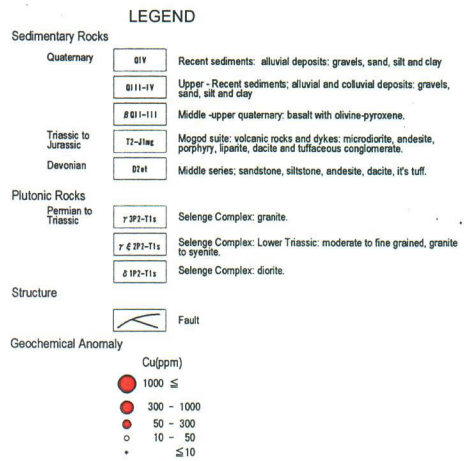 LEGEND
Sedimentary Rocks
Quaternary QIV Recent sediments: alluvial deposits: gravels, sand, silt and clay
QIII-IV Upper - Recent sediments; alluvial and colluvial deposits: gravels,
sand, silt and clay
βQII-III Middle -upper quaternary: basalt with olivine-pyroxene.
Triassic to
Jurassic T2-J1mg Mogod suite: volcanic rocks and dykes: microdiorite, andesite,
porphyry, liparite, dacite and tuffaceous conglomerate.
Devonian D2et Middle series; sandstone, siltstone, andesite, dacite, it's tuff.
Plutonic Rocks
Permian to
Triassic γ3P2-T1s Selenge Complex: granite.
γξ2P2-T1s Selenge Complex: Lower Triassic: moderate to fine grained, granite
to syenite.
δ1P2-T1s Selenge Complex: diorite.
Structure
Fault
Geochemical Anomaly
Cu(ppm)
1000 ≦
300 - 1000
50 - 300
10 - 50
≦10